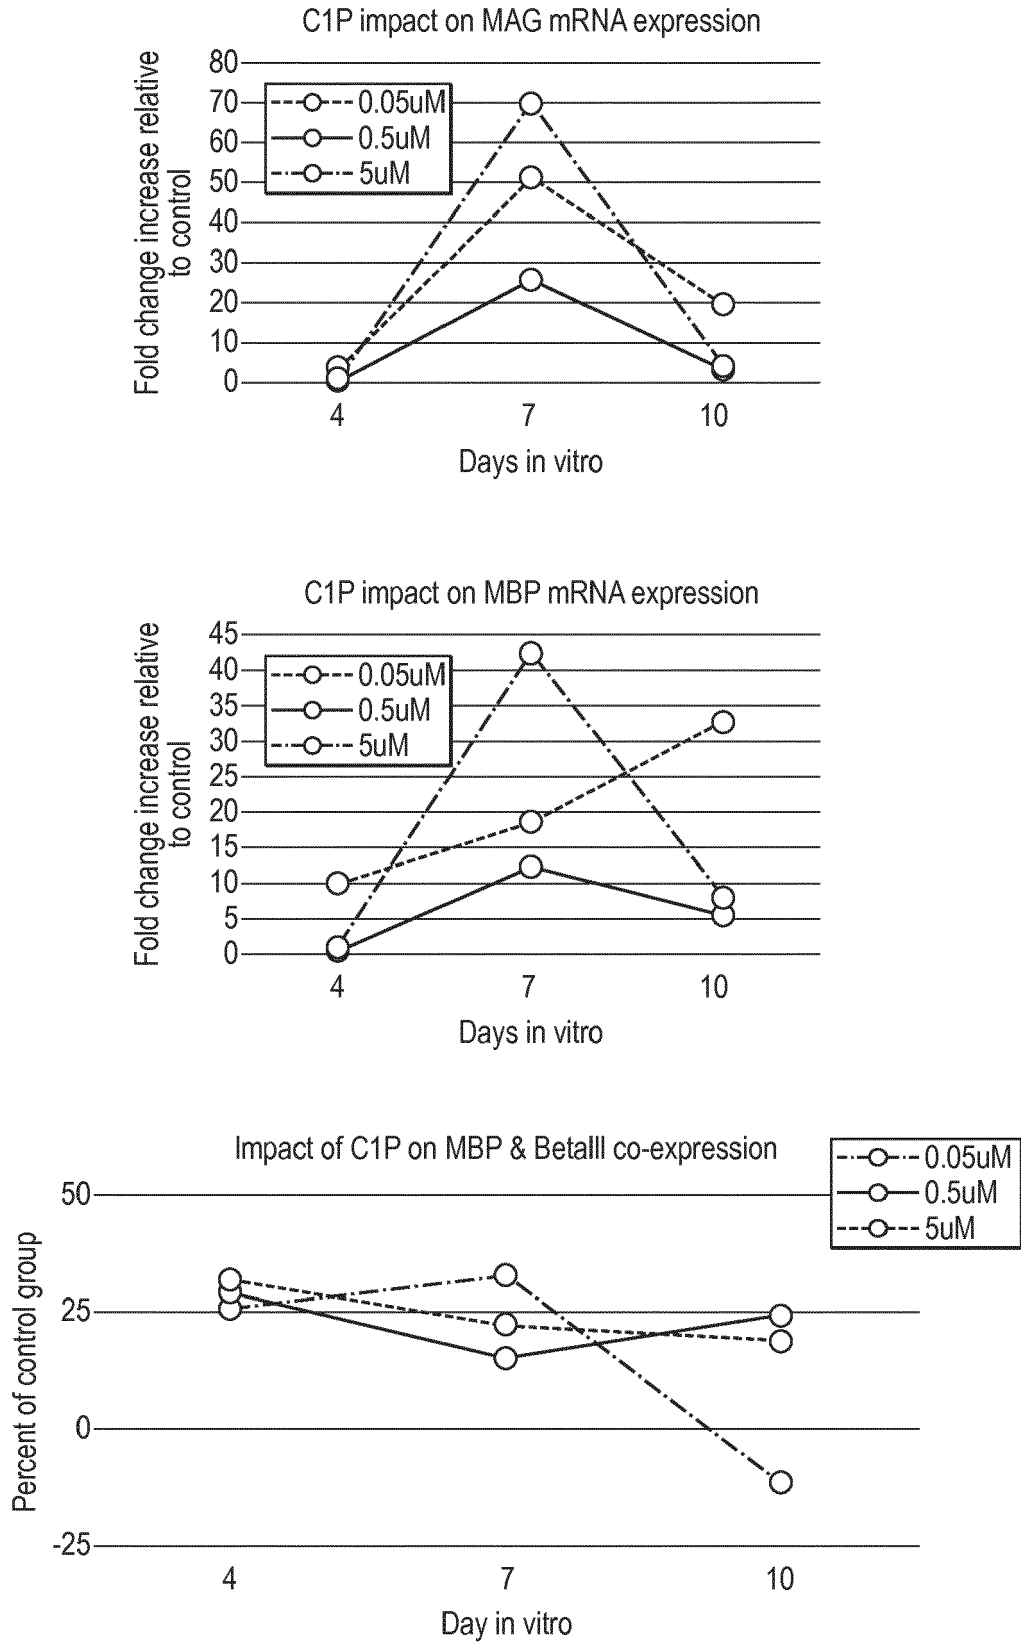 C1P impact on MAG mRNA expression
Fold change increase relative
to control
80
70
60
50
40
30
20
10
0
0.05uM
0.5uM
5uM
4 7 10
Days in vitro
C1P impact on MBP mRNA expression
Fold change increase relative
to control
45
40
35
30
25
20
15
10
5
0
0.05uM
0.5uM
5uM
4 7 10
Days in vitro
Impact of C1P on MBP & BetaIII co-expression
Percent of control group
50
25
0
-25
0.05uM
0.5uM
5uM
4 7 10
Day in vitro